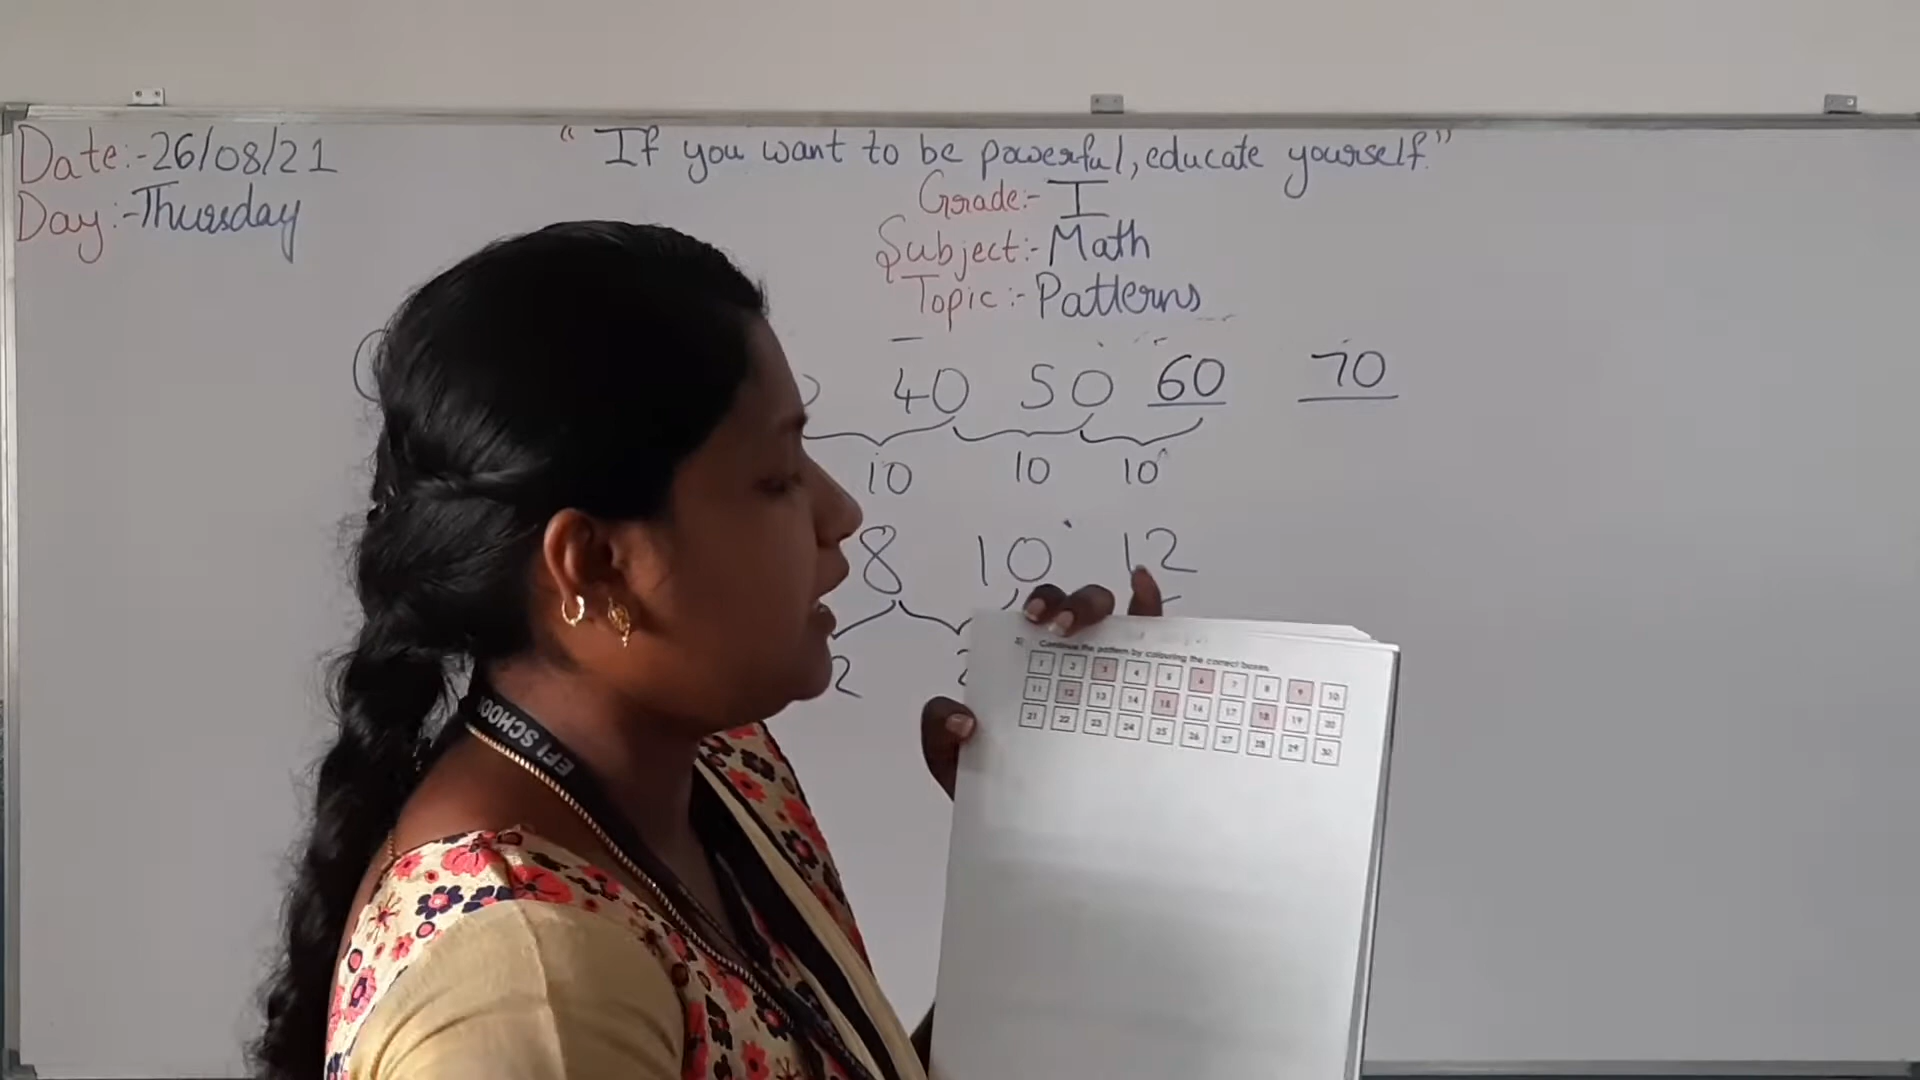 Date:-26/08/21
Day:-Thursday
“ If you want to be powerful, educate yourself.”
Grade:- I
Subject:- Math
Topic:- Patterns
40 50 60 70
10 10 10
8 10 12
2 2
EFI SCHOOL
Continue the pattern by colouring the correct boxes.
1 2 3 4 5 6 7 8 9 10
11 12 13 14 15 16 17 18 19 20
21 22 23 24 25 26 27 28 29 30